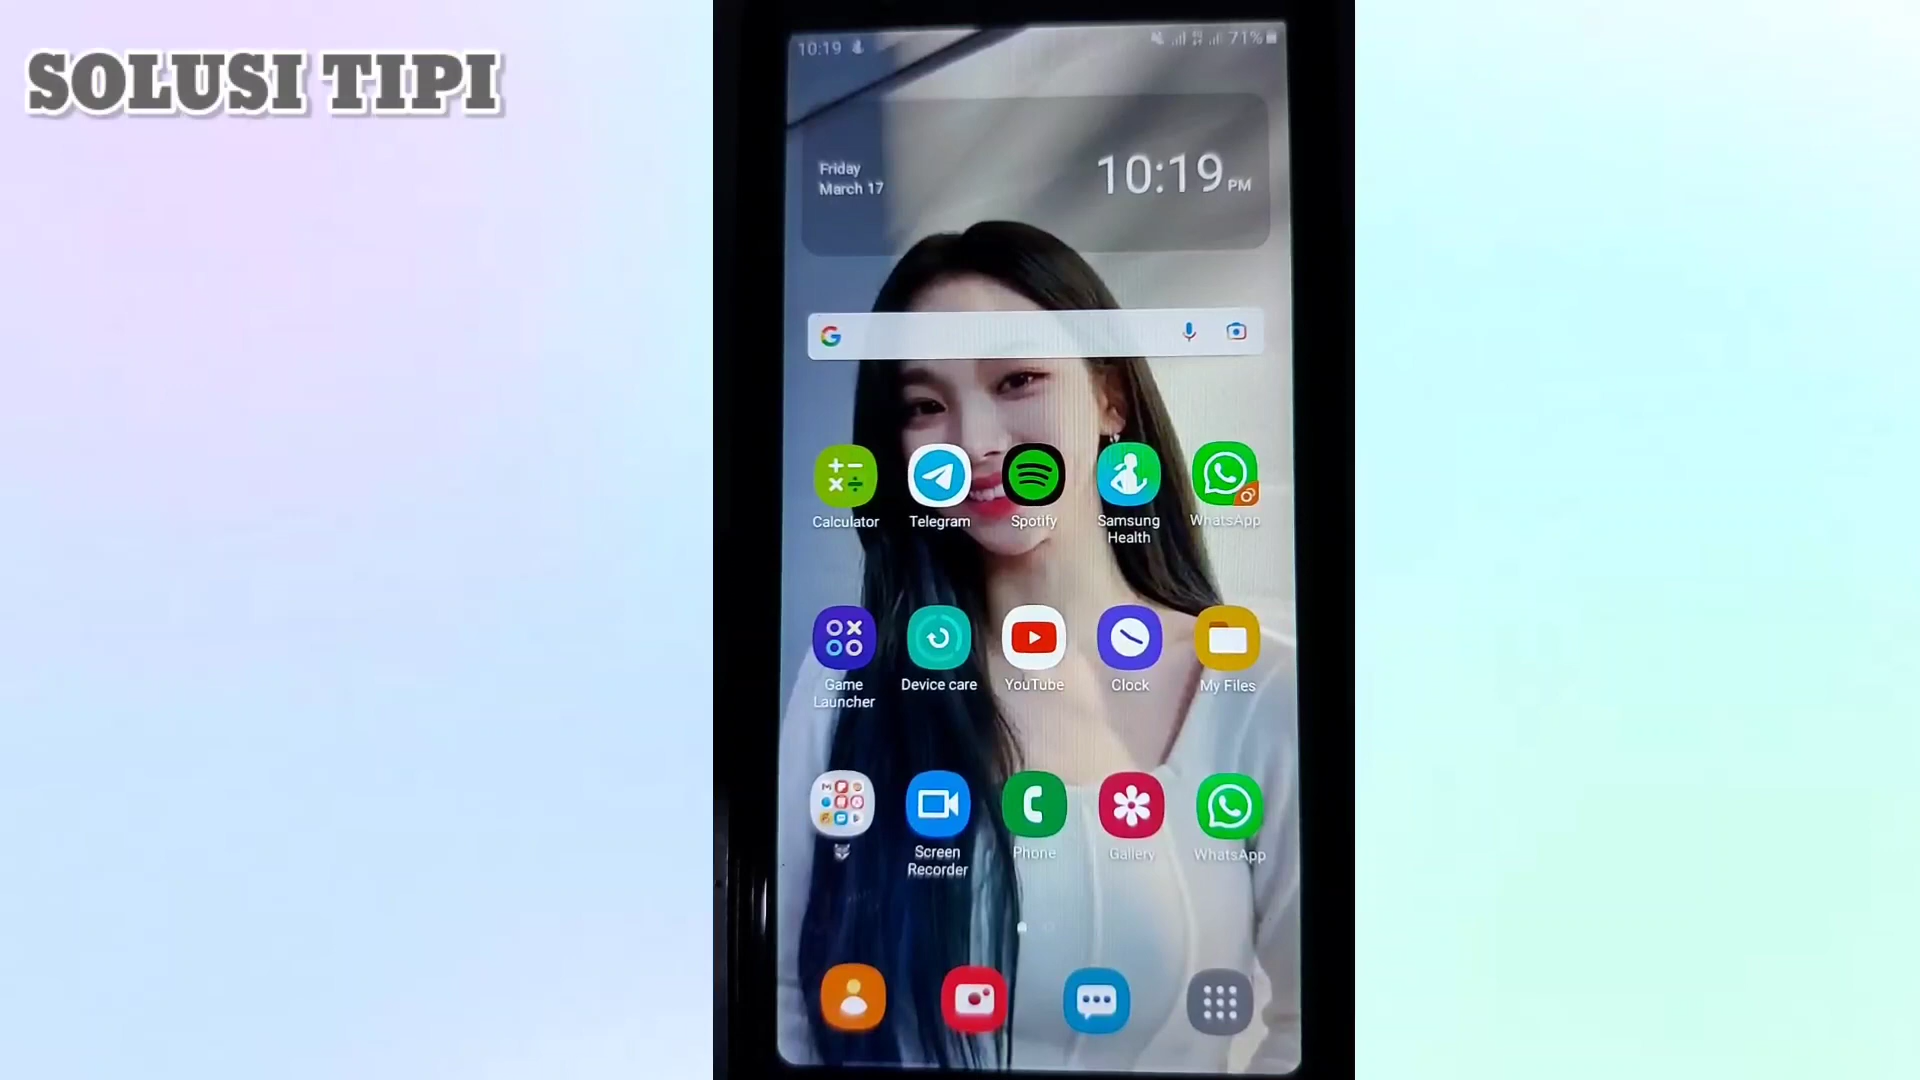 SOLUSI TIPI
10:19
71%
Friday
March 17
10:19 PM
Calculator
Telegram
Spotify
Samsung
Health
WhatsApp
Game
Launcher
Device care
YouTube
Clock
My Files
Screen
Recorder
Phone
Gallery
WhatsApp